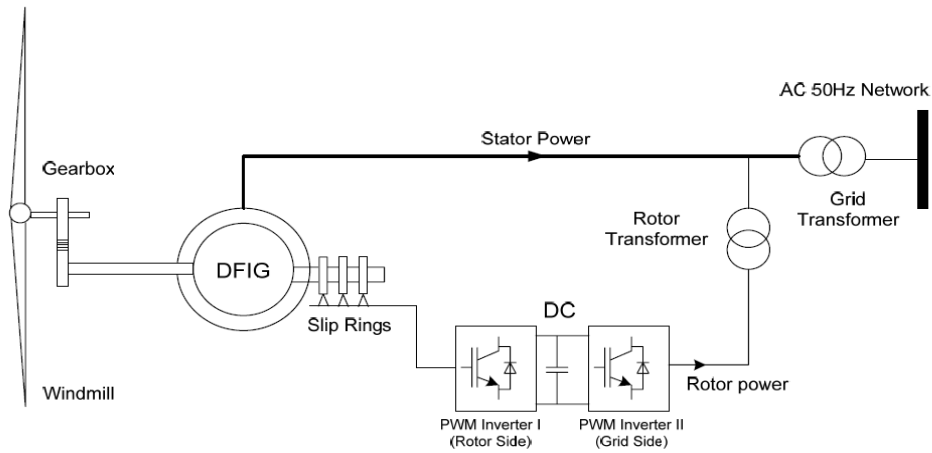 AC 50Hz Network
Stator Power
Gearbox
Grid
Transformer
Rotor
Transformer
DFIG
Slip Rings
DC
Rotor power
Windmill
PWM Inverter I
(Rotor Side)
PWM Inverter II
(Grid Side)